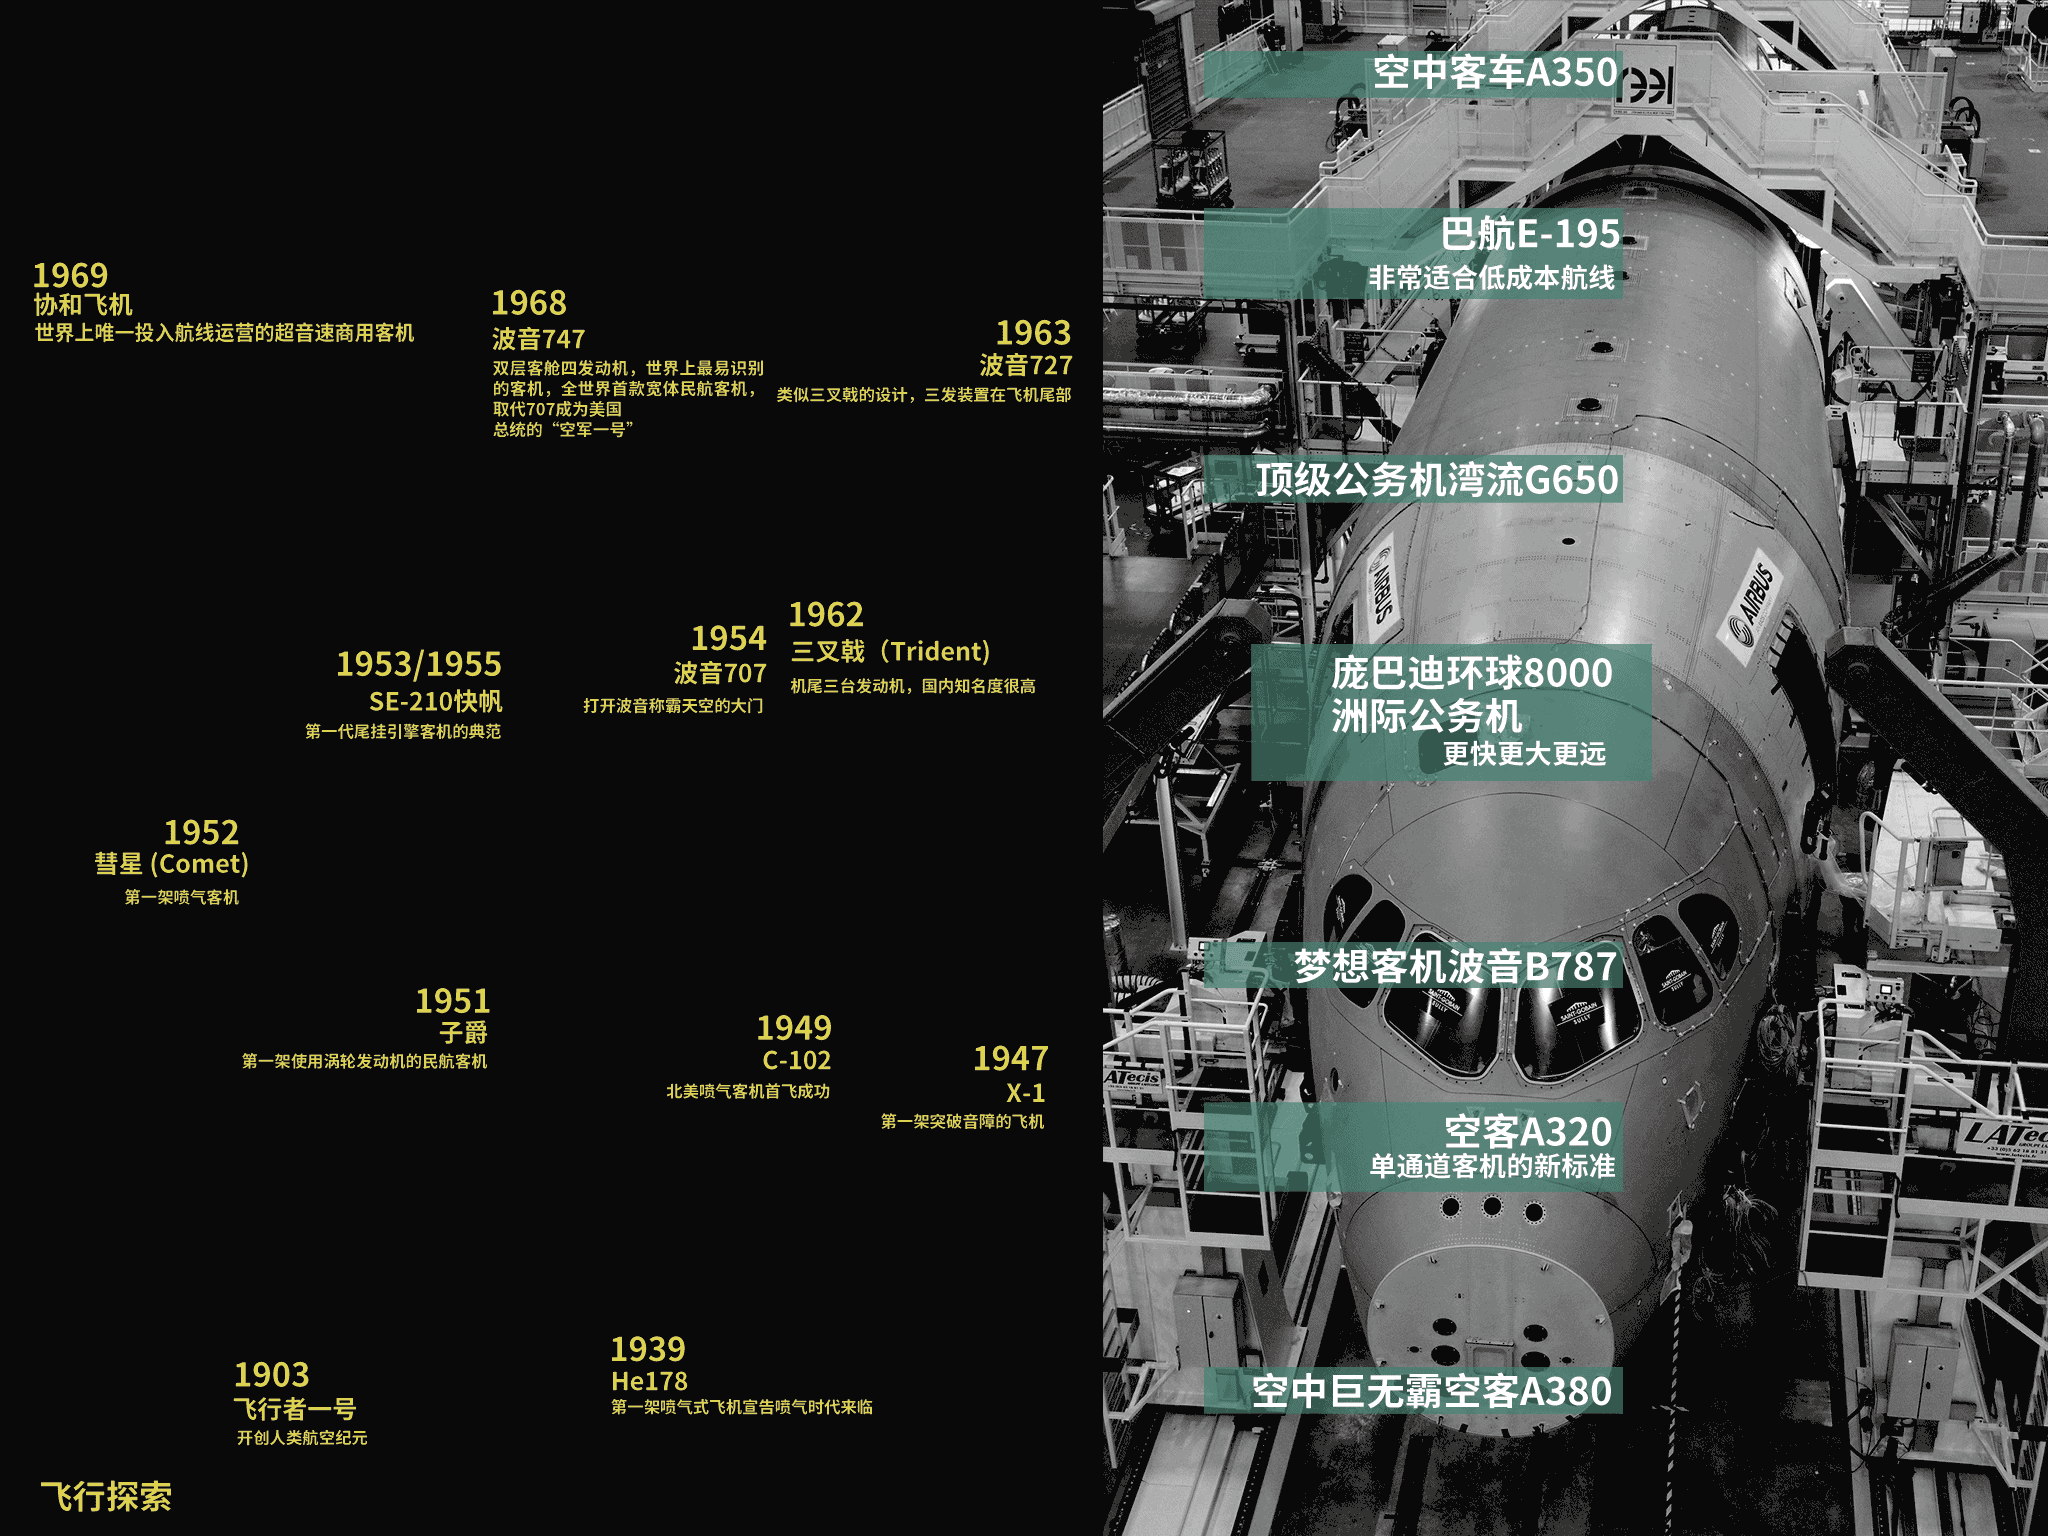 1969
协和飞机
世界上唯一投入航线运营的超音速商用客机
1968
波音747
双层客舱四发动机，世界上最易识别
的客机，全世界首款宽体民航客机，
取代707成为美国
总统的“空军一号”
1963
波音727
类似三叉戟的设计，三发装置在飞机尾部
1953/1955
SE-210快帆
第一代尾挂引擎客机的典范
1954
波音707
打开波音称霸天空的大门
1962
三叉戟（Trident)
机尾三台发动机，国内知名度很高
1952
彗星 (Comet)
第一架喷气客机
1951
子爵
第一架使用涡轮发动机的民航客机
1949
C-102
北美喷气客机首飞成功
1947
X-1
第一架突破音障的飞机
1903
飞行者一号
开创人类航空纪元
1939
He178
第一架喷气式飞机宣告喷气时代来临
飞行探索
空中客车A350
巴航E-195
非常适合低成本航线
顶级公务机湾流G650
AIRBUS
AIRBUS
庞巴迪环球8000
洲际公务机
更快更大更远
梦想客机波音B787
SAINT-GOBAIN
SULLY
SAINT-GOBAIN
SULLY
SAINT-GOBAIN
SULLY
ATecis
空客A320
单通道客机的新标准
LATec
空中巨无霸空客A380